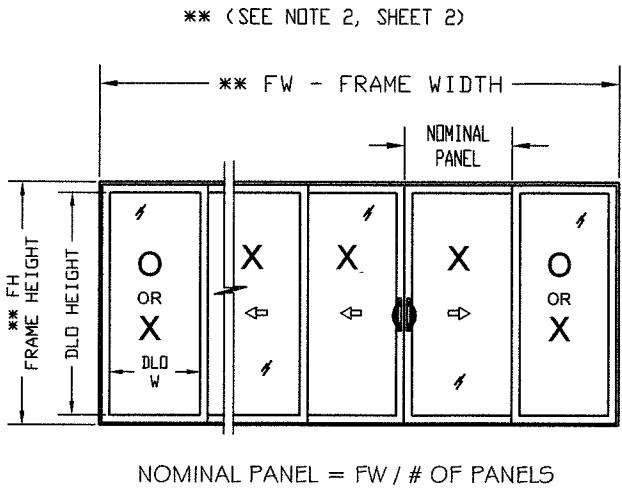 ** (SEE NOTE 2, SHEET 2)
** FW - FRAME WIDTH
NOMINAL
PANEL
** FH
FRAME HEIGHT
DLO HEIGHT
O
OR
X
DLO
W
X
X
X
O
OR
X
NOMINAL PANEL = FW / # OF PANELS